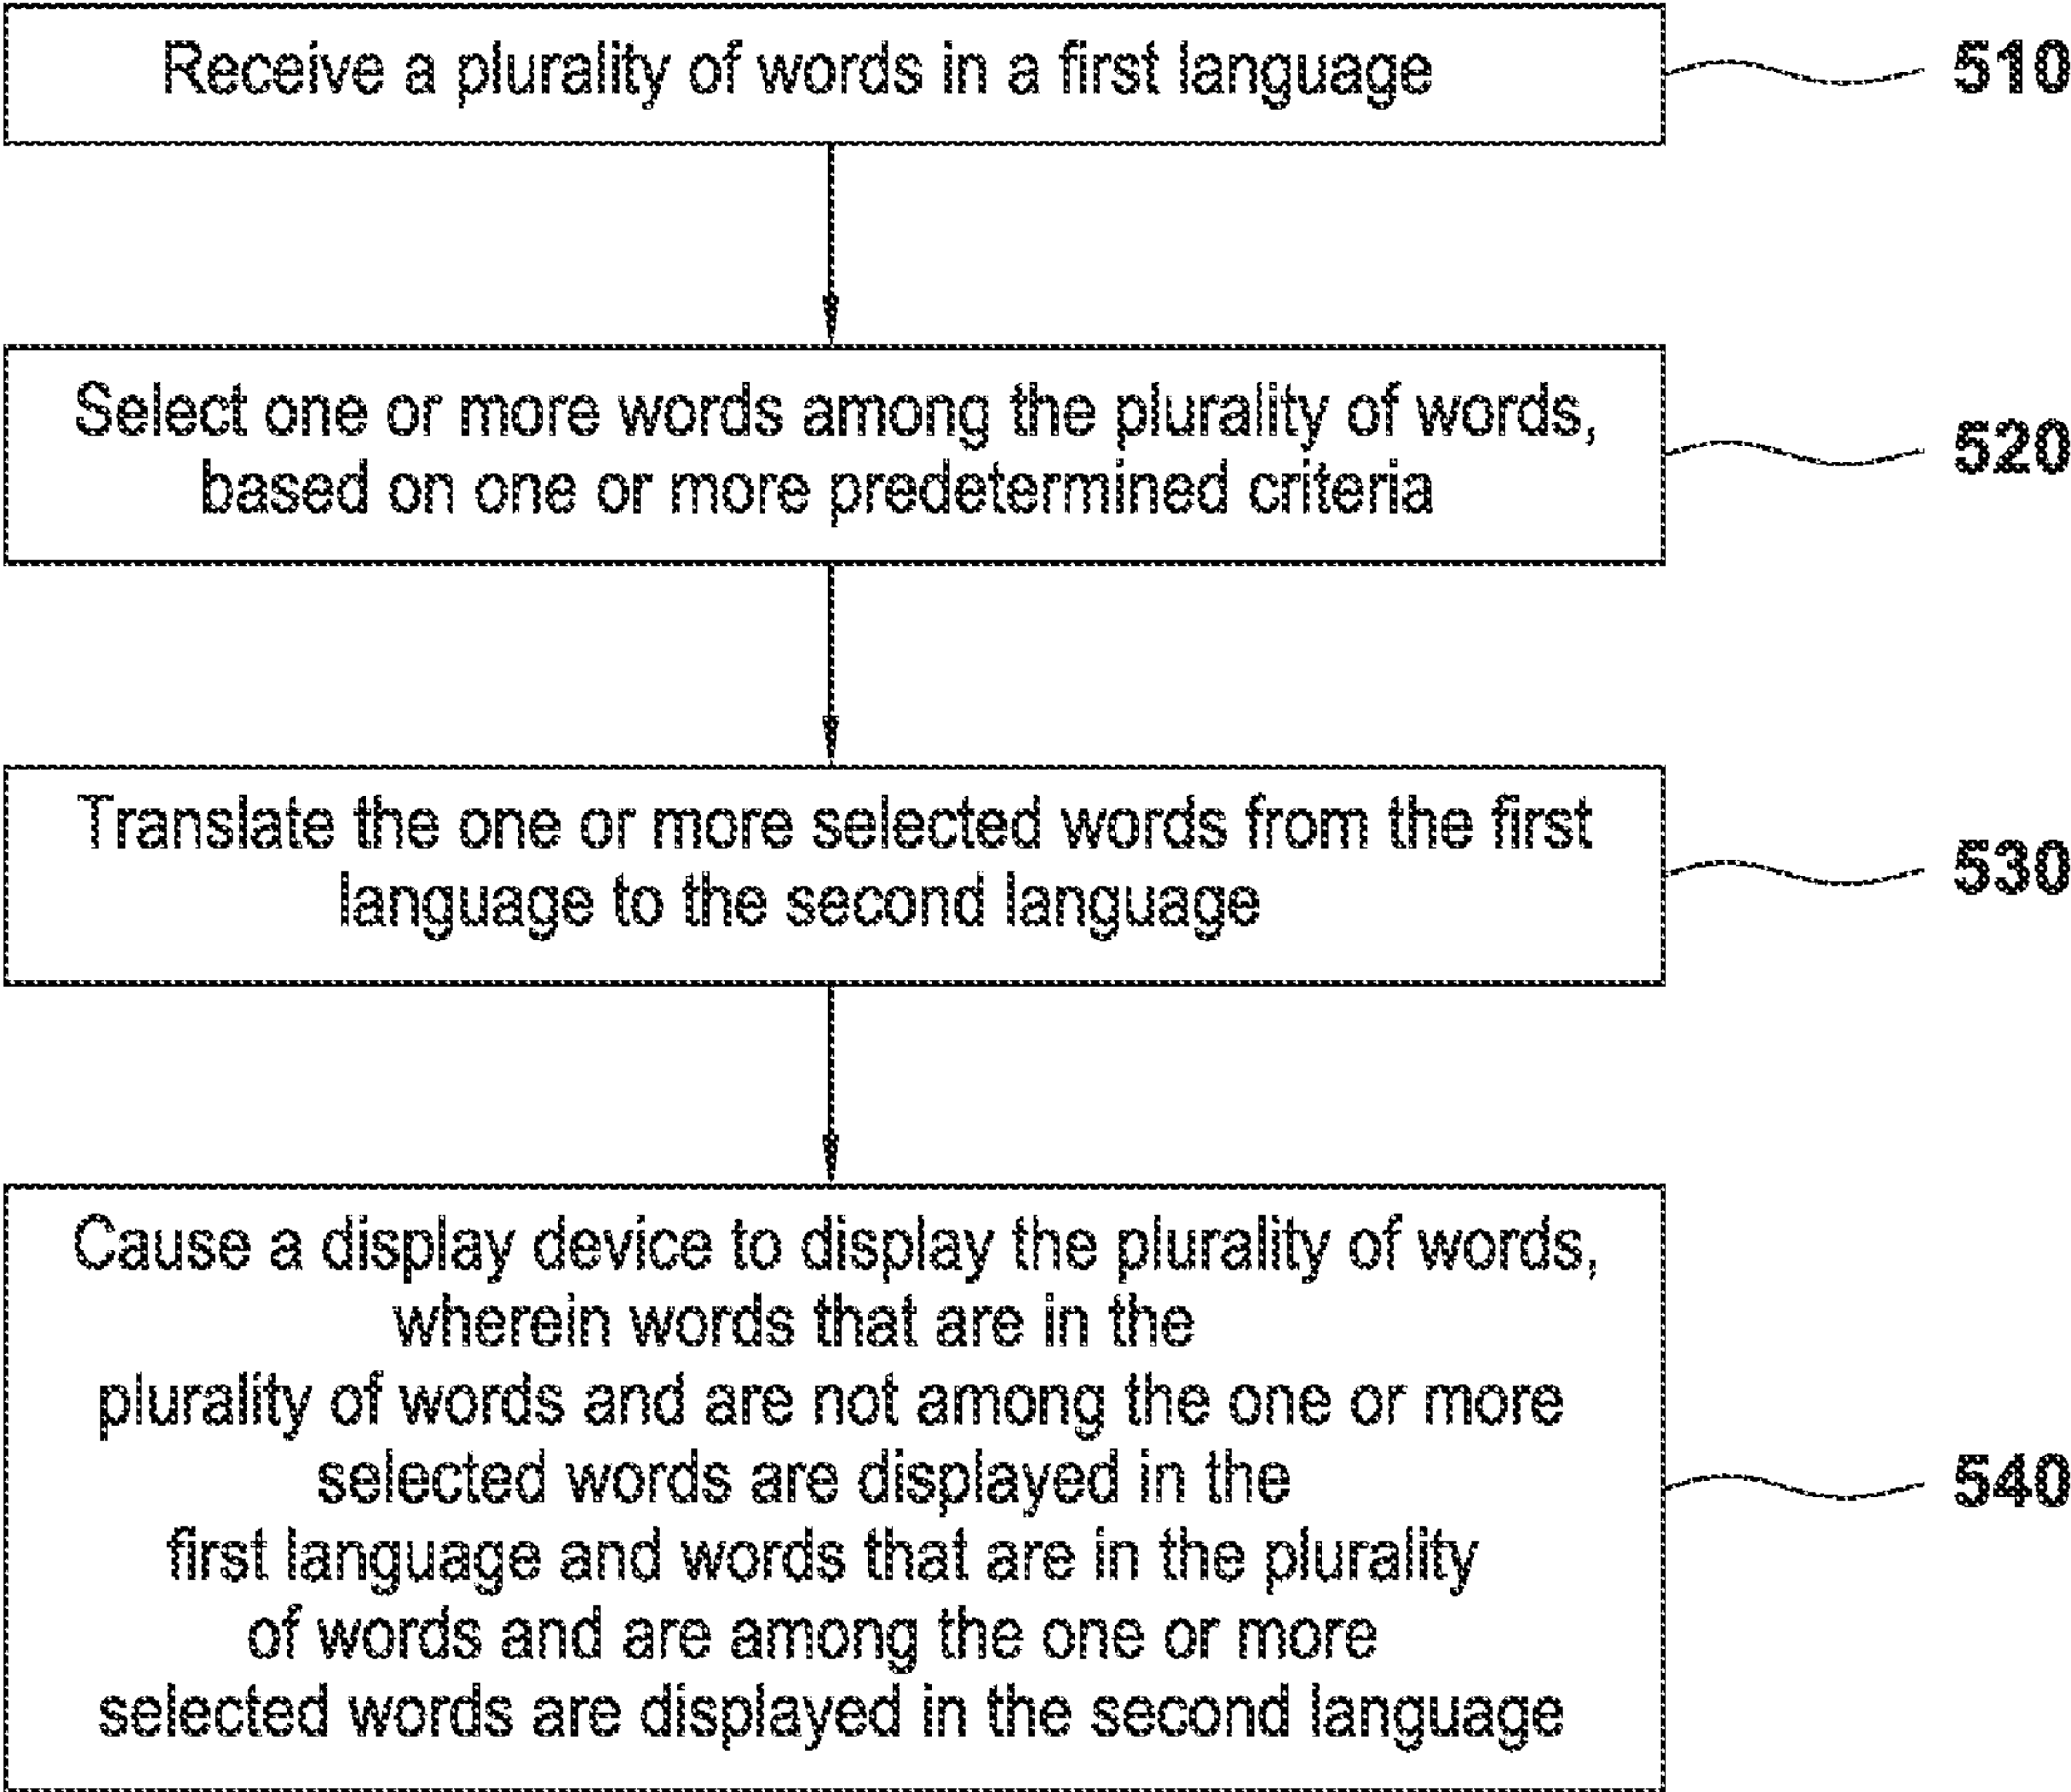 Receive a plurality of words in a first language
510
Select one or more words among the plurality of words,
based on one or more predetermined criteria
520
Translate the one or more selected words from the first
language to the second language
530
Cause a display device to display the plurality of words,
wherein words that are in the
plurality of words and are not among the one or more
selected words are displayed in the
first language and words that are in the plurality
of words and are among the one or more
selected words are displayed in the second language
540